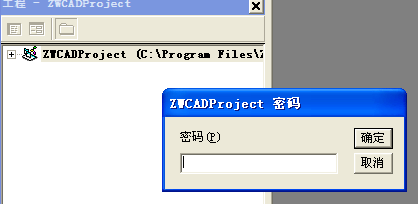 工程 - ZWCADProject
ZWCADProject (C:\Program Files\Z
ZWCADProject 密码
密码(P)
确定
取消